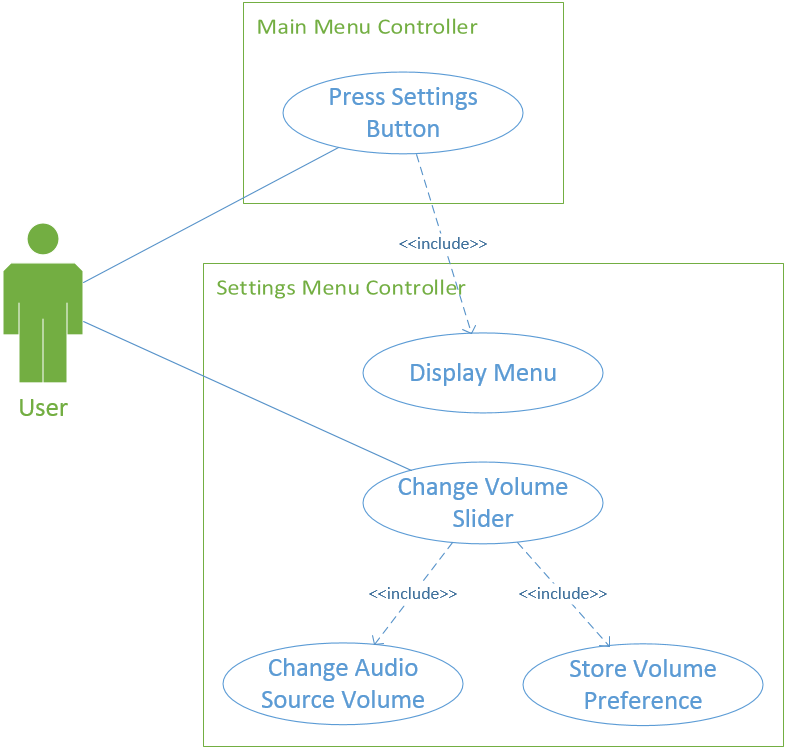 Main Menu Controller
Press Settings
Button
<<include>>
Settings Menu Controller
Display Menu
User
Change Volume
Slider
<<include>>
<<include>>
Change Audio
Source Volume
Store Volume
Preference